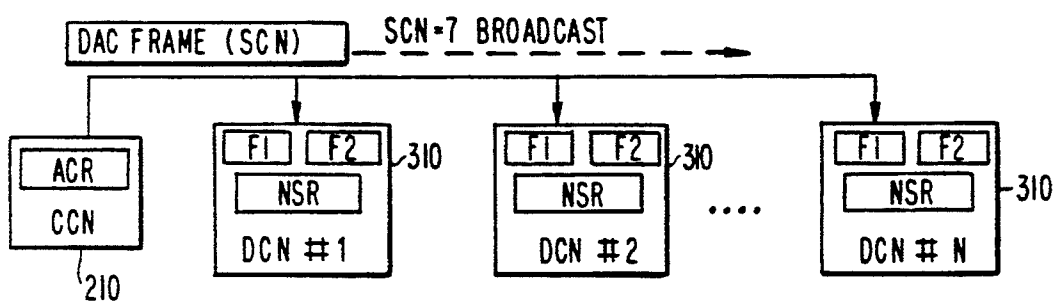 DAC FRAME (SCN)
SCN=7 BROADCAST
ACR
CCN
210
F1 F2
NSR
DCN #1
310
F1 F2
NSR
DCN #2
310
....
F1 F2
NSR
DCN # N
310